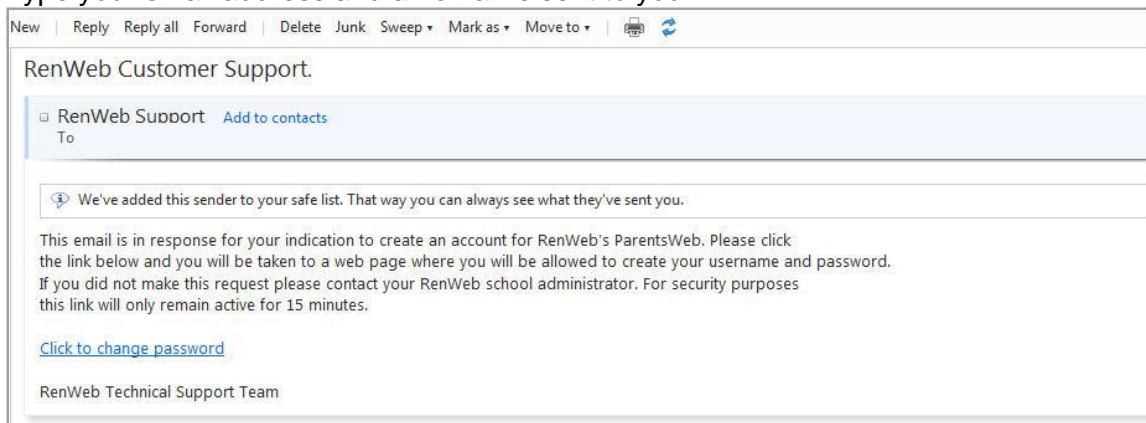 New | Reply Reply all Forward | Delete Junk Sweep Mark as Move to |
RenWeb Customer Support.
RenWeb Support Add to contacts
To
We've added this sender to your safe list. That way you can always see what they've sent you.
This email is in response for your indication to create an account for RenWeb's ParentsWeb. Please click
the link below and you will be taken to a web page where you will be allowed to create your username and password.
If you did not make this request please contact your RenWeb school administrator. For security purposes
this link will only remain active for 15 minutes.
Click to change password
RenWeb Technical Support Team